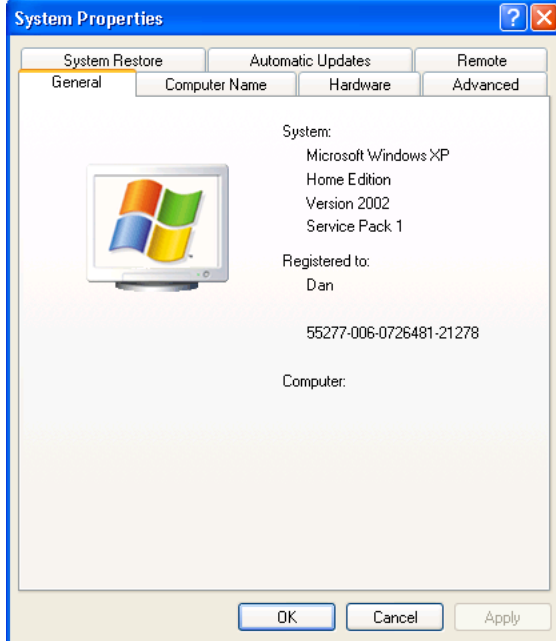 System Properties
System Restore
Automatic Updates
Remote
General
Computer Name
Hardware
Advanced
System:
Microsoft Windows XP
Home Edition
Version 2002
Service Pack 1
Registered to:
Dan
55277-006-0726481-21278
Computer:
OK
Cancel
Apply